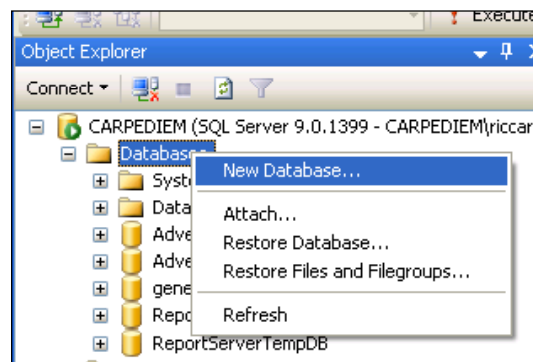 Execute
Object Explorer
Connect
CARPEDIEM (SQL Server 9.0.1399 - CARPEDIEM\riccar
Databases
New Database...
Syst
Attach...
Data
Restore Database...
Adve
Restore Files and Filegroups...
Adve
gene
Refresh
Repo
ReportServerTempDB